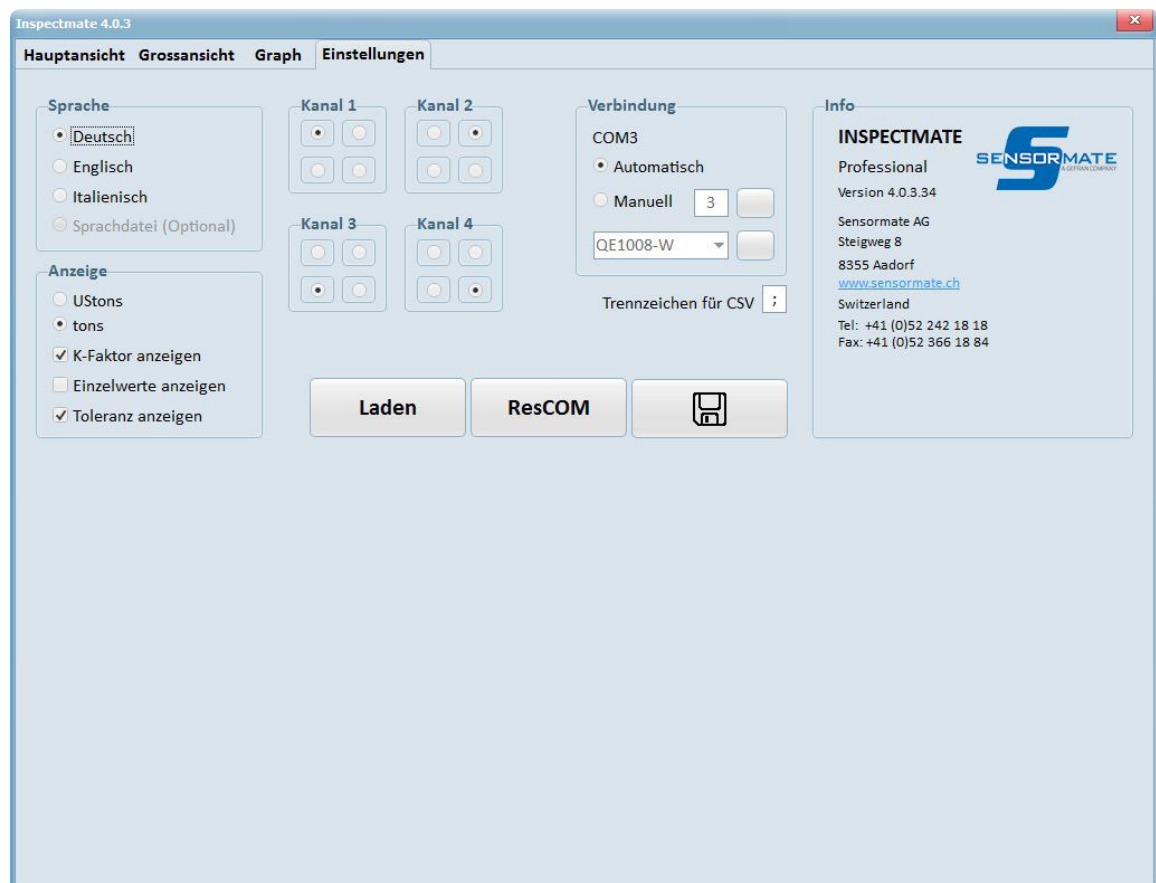 Inspectmate 4.0.3
Hauptansicht Grossansicht Graph Einstellungen
Sprache
Deutsch
Englisch
Italienisch
Sprachdatei (Optional)
Anzeige
UStons
tons
K-Faktor anzeigen
Einzelwerte anzeigen
Toleranz anzeigen
Kanal 1
Kanal 2
Kanal 3
Kanal 4
Verbindung
COM3
Automatisch
Manuell 3
QE1008-W
Trennzeichen für CSV ;
Laden ResCOM
Info
INSPECTMATE
Professional
Version 4.0.3.34
SENSORMATE
A GEFRAN COMPANY
Sensormate AG
Steigweg 8
8355 Aadorf
www.sensormate.ch
Switzerland
Tel: +41 (0)52 242 18 18
Fax: +41 (0)52 366 18 84